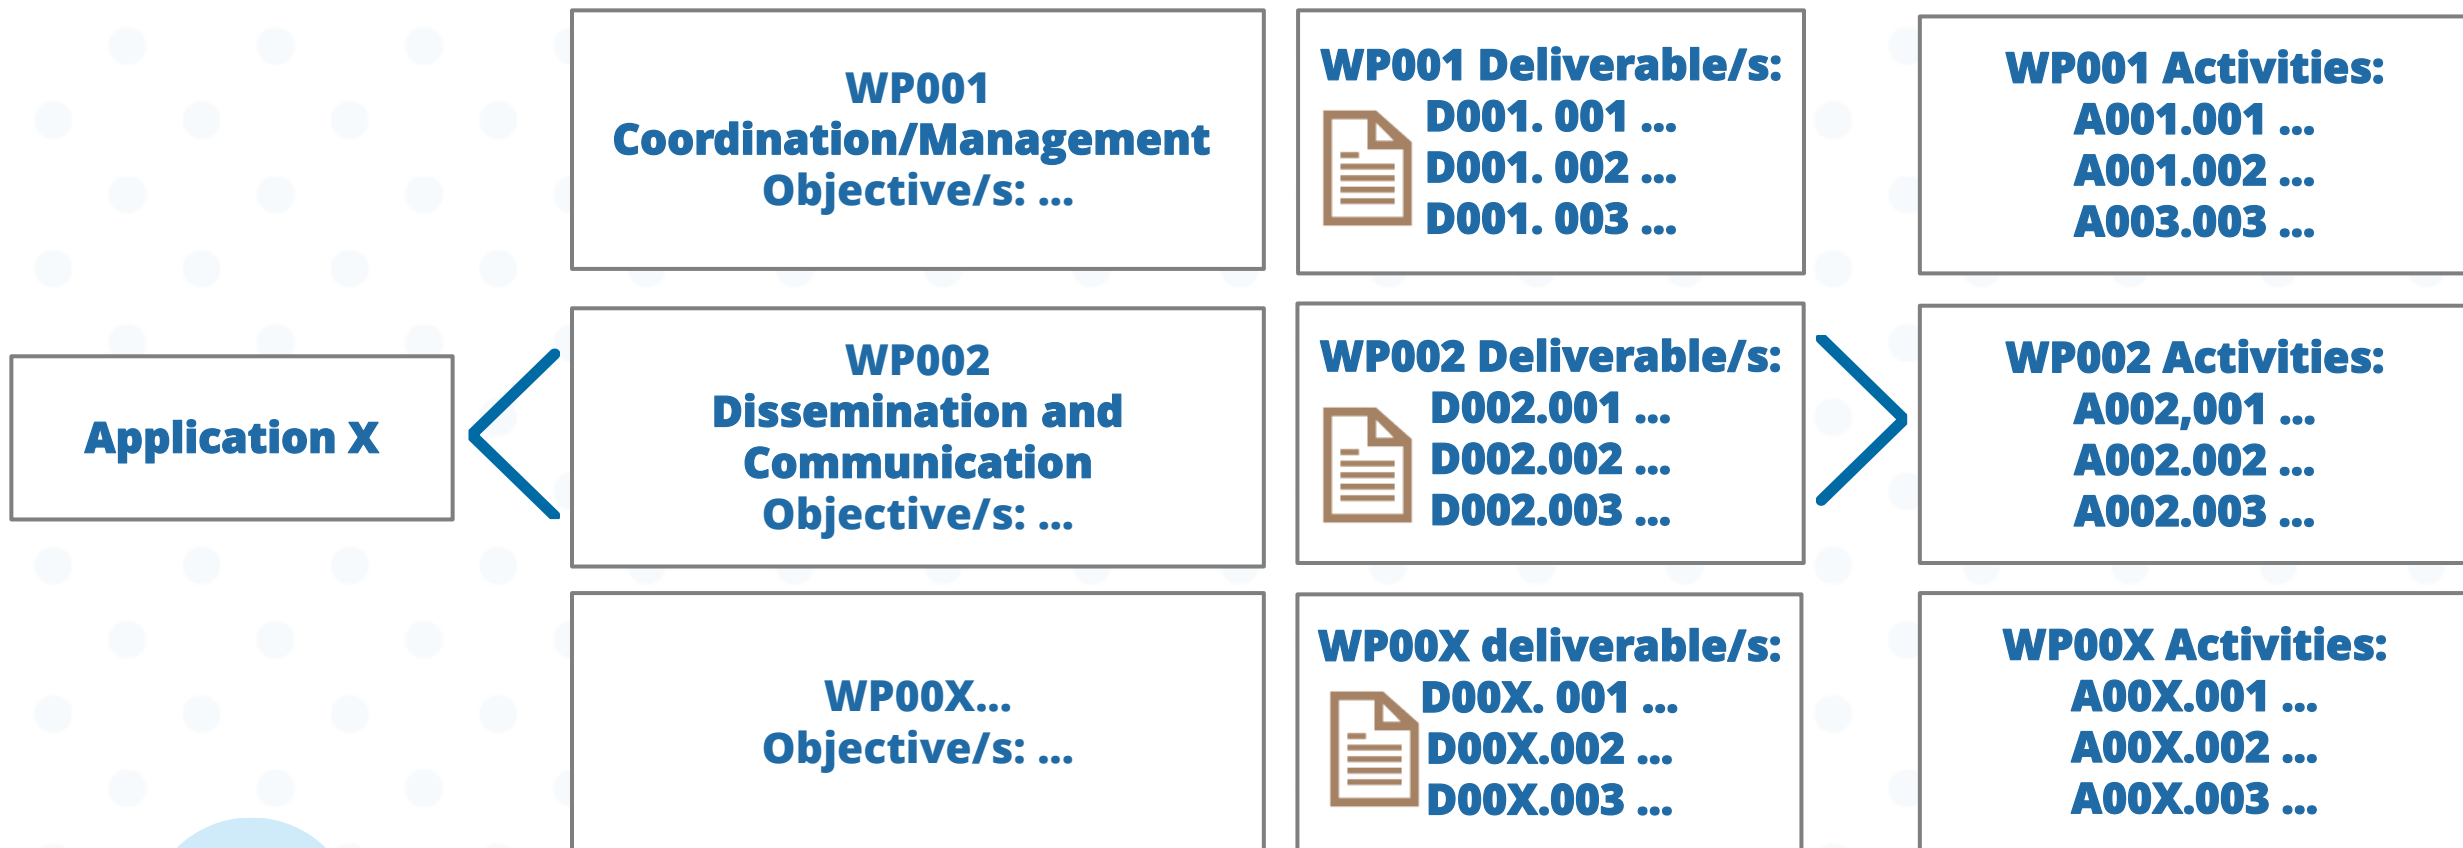 Application X
WP001
Coordination/Management
Objective/s: ...
WP001 Deliverable/s:
D001. 001 ...
D001. 002 ...
D001. 003 ...
WP001 Activities:
A001.001 ...
A001.002 ...
A003.003 ...
WP002
Dissemination and
Communication
Objective/s: ...
WP002 Deliverable/s:
D002.001 ...
D002.002 ...
D002.003 ...
WP002 Activities:
A002,001 ...
A002.002 ...
A002.003 ...
WP00X...
Objective/s: ...
WP00X deliverable/s:
D00X. 001 ...
D00X.002 ...
D00X.003 ...
WP00X Activities:
A00X.001 ...
A00X.002 ...
A00X.003 ...